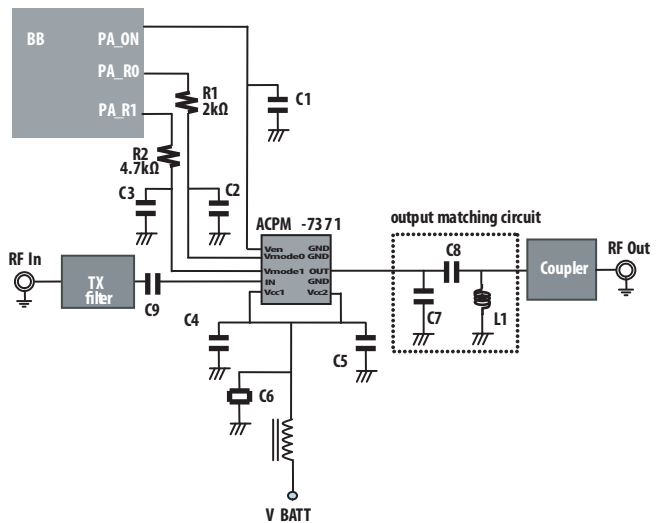 BB
PA_ON
PA_R0
PA_R1
R1
2kΩ
C1
R2
4.7kΩ
C3
C2
ACPM -7371
output matching circuit
Ven GND
Vmode0 GND
Vmode1 OUT
IN GND
Vcc1 Vcc2
RF In
TX
filter
C9
C8
C7
L1
Coupler
RF Out
C4
C5
C6
V_BATT